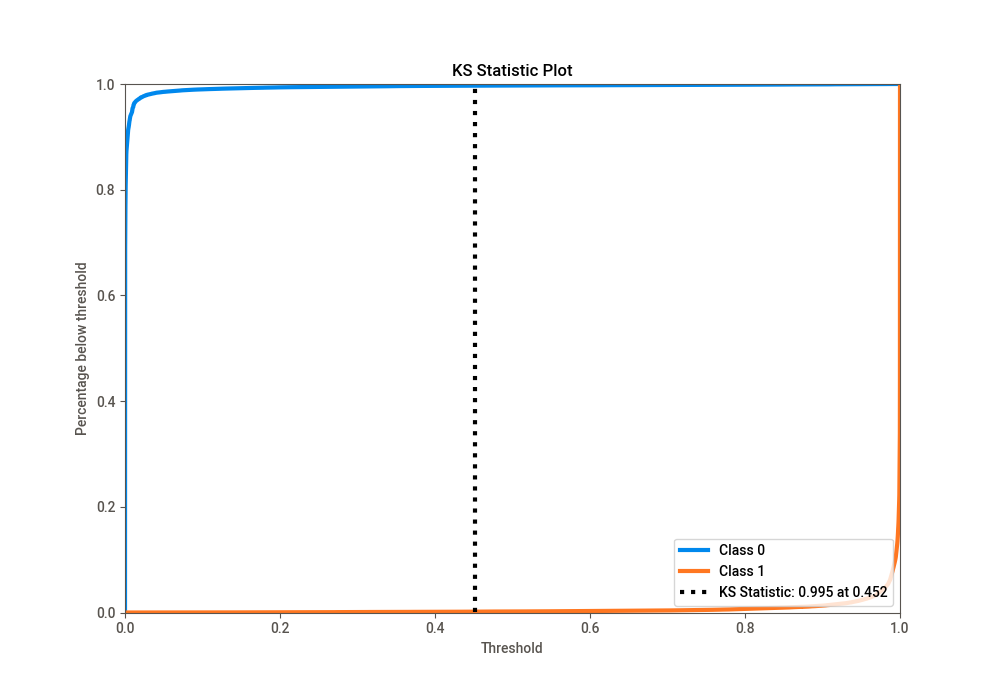 KS Statistic Plot
1.0
0.8
0.6
0.4
0.2
0.0
Percentage below threshold
0.0 0.2 0.4 0.6 0.8 1.0
Threshold
Class 0
Class 1
KS Statistic: 0.995 at 0.452